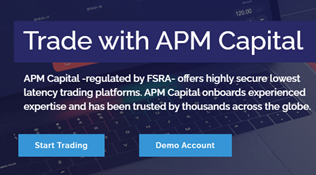 Trade with APM Capital
APM Capital -regulated by FSRA- offers highly secure lowest
latency trading platforms. APM Capital onboards experienced
expertise and has been trusted by thousands across the globe.
Start Trading
Demo Account